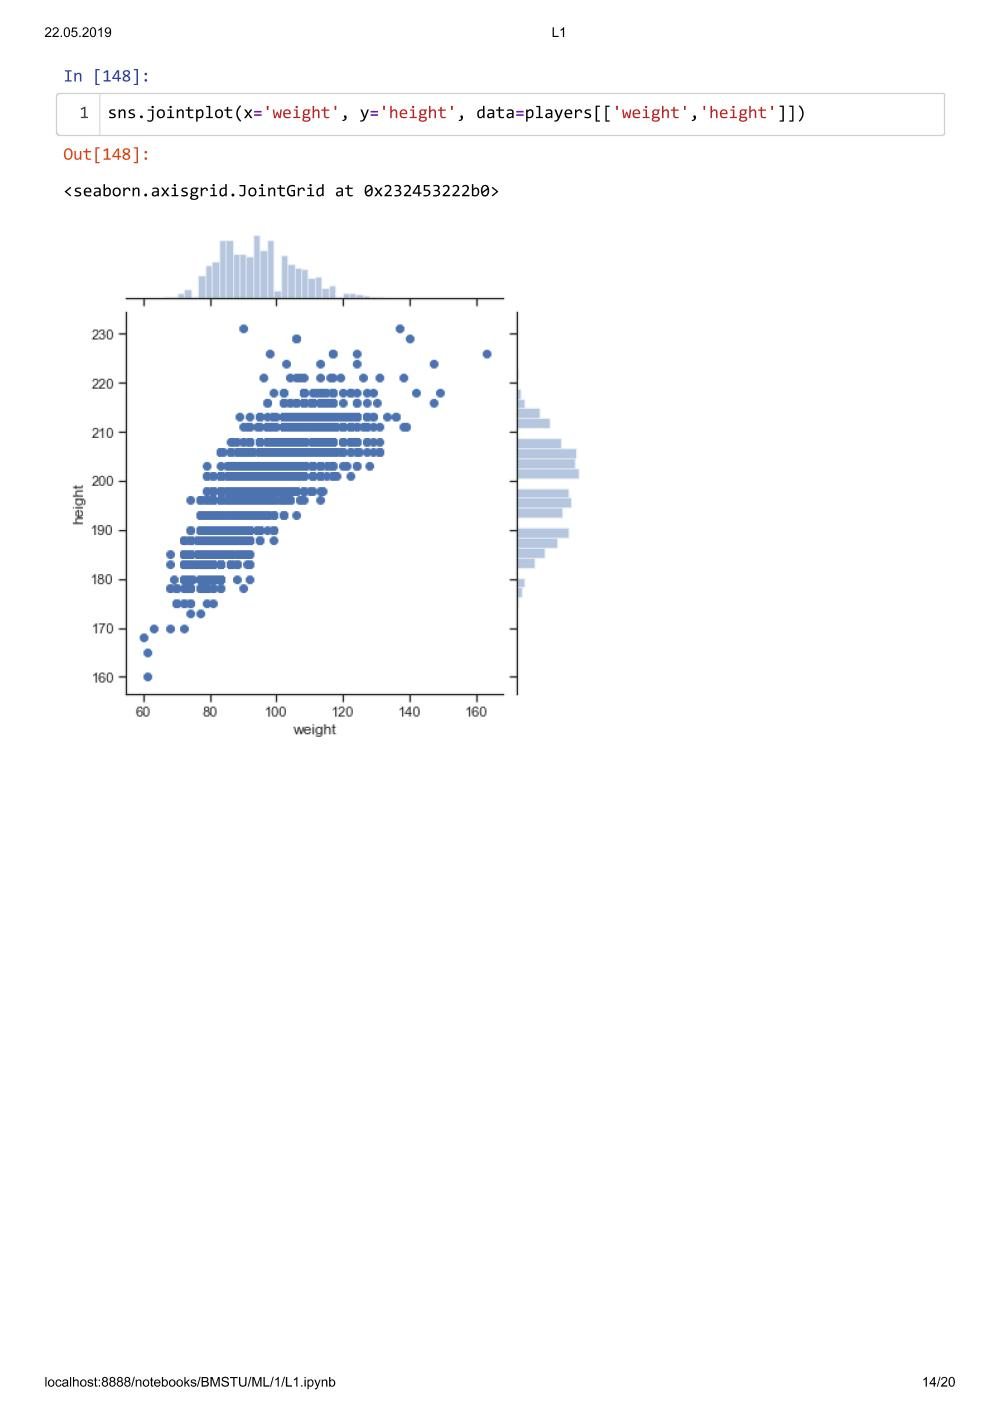 22.05.2019
L1
In [148]:
1 sns.jointplot(x='weight', y='height', data=players[['weight','height']])
Out[148]:
<seaborn.axisgrid.JointGrid at 0x232453222b0>
230
220
210
200
190
180
170
160
height
60 80 100 120 140 160
weight
localhost:8888/notebooks/BMSTU/ML/1/L1.ipynb
14/20